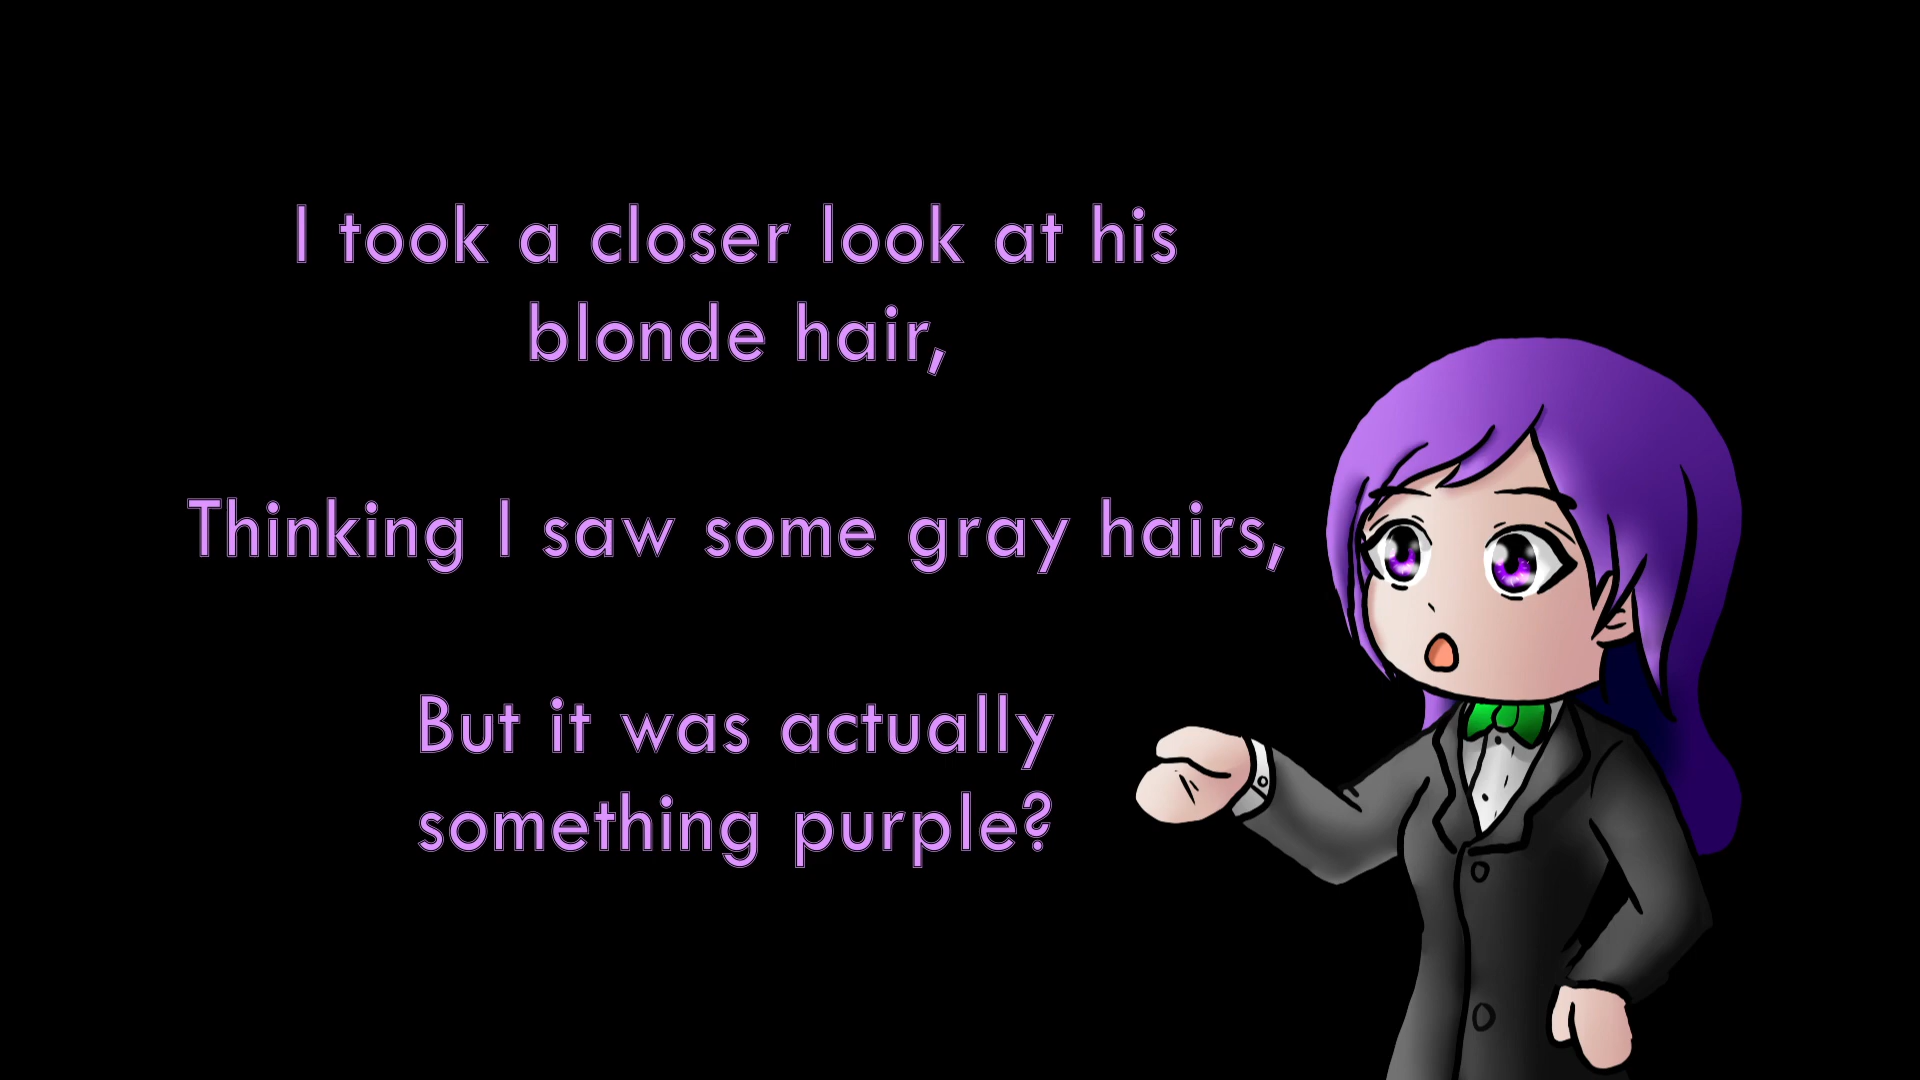 I took a closer look at his
blonde hair,
Thinking I saw some gray hairs,
But it was actually
something purple?